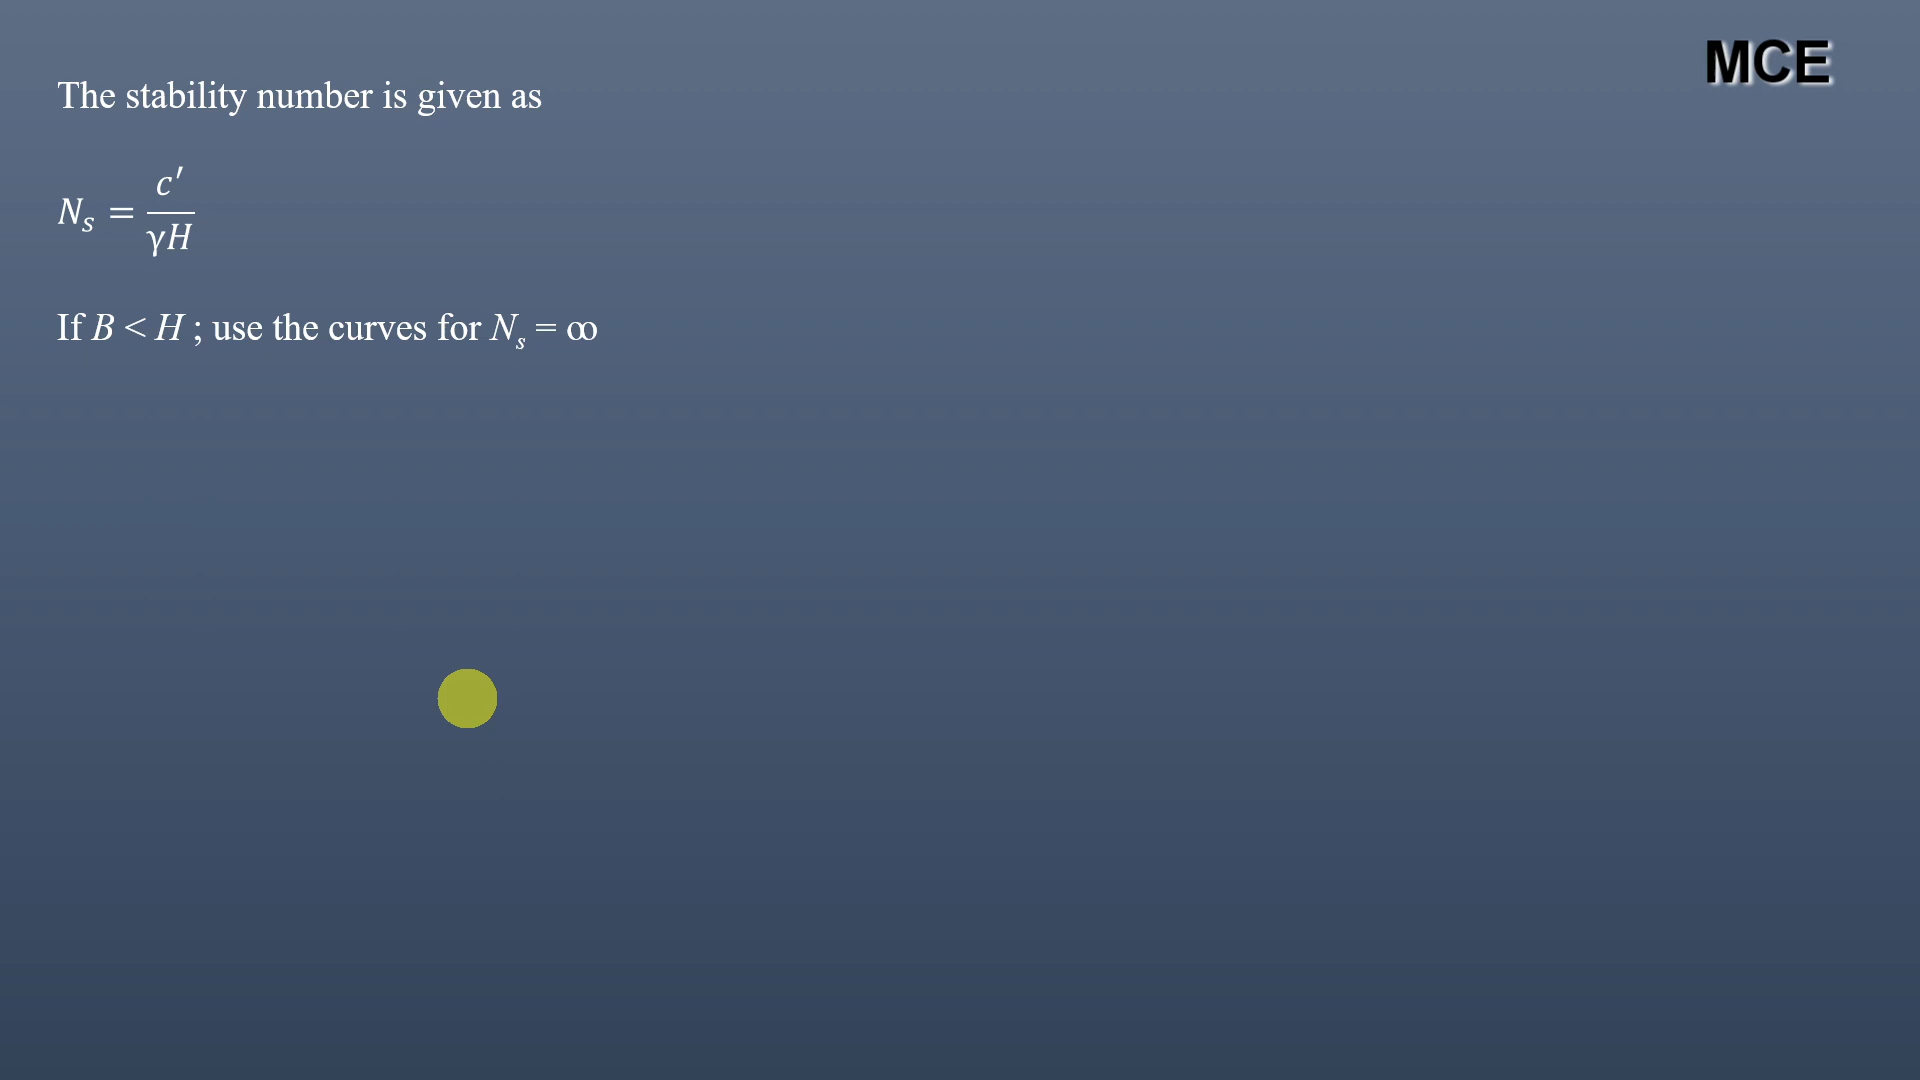 MCE
The stability number is given as
N_s = c′/γH
If B < H ; use the curves for N_s = ∞